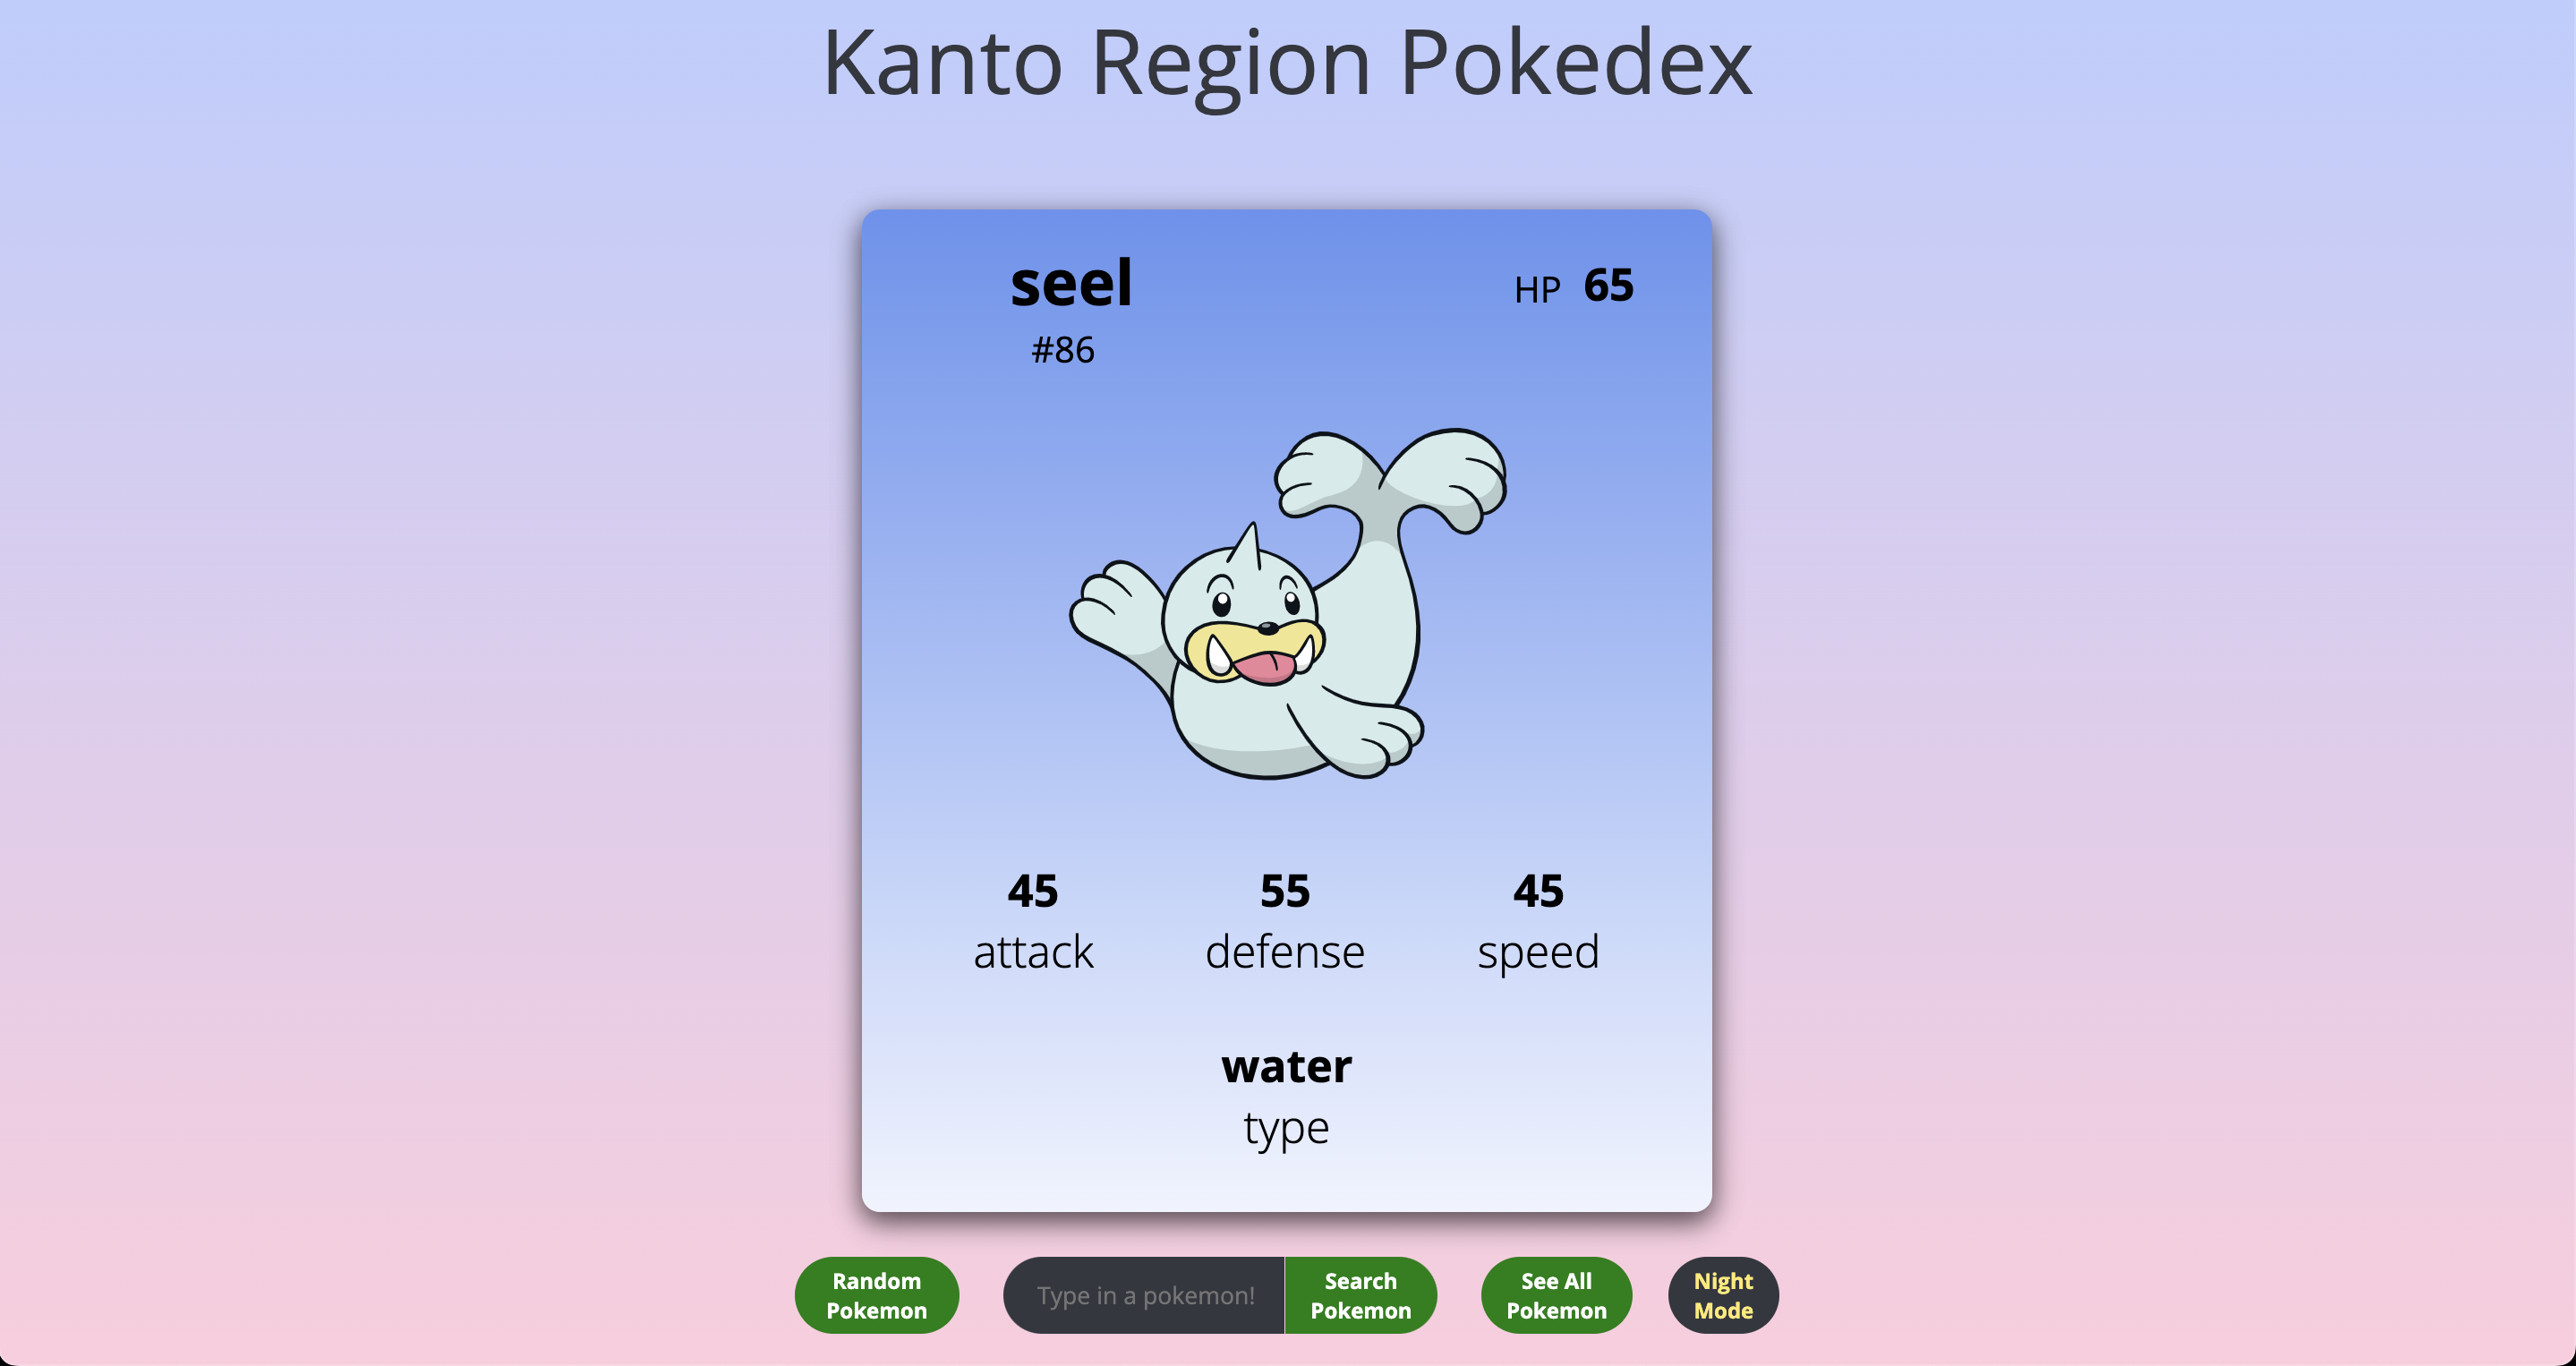 Kanto Region Pokedex
seel
HP 65
#86
45 55 45
attack defense speed
water
type
Random
Pokemon
Type in a pokemon!
Search
Pokemon
See All
Pokemon
Night
Mode